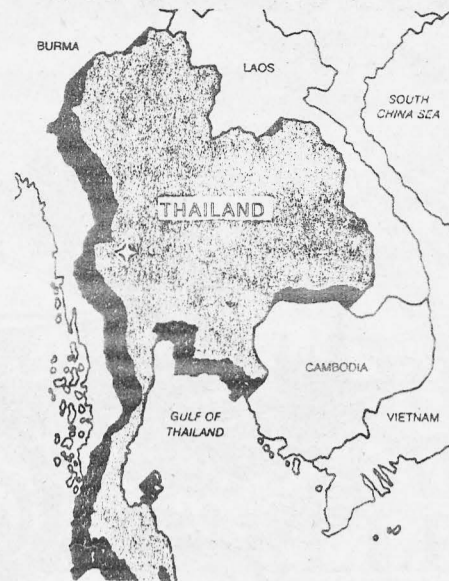 BURMA
LAOS
SOUTH
CHINA SEA
THAILAND
CAMBODIA
GULF OF
THAILAND
VIETNAM